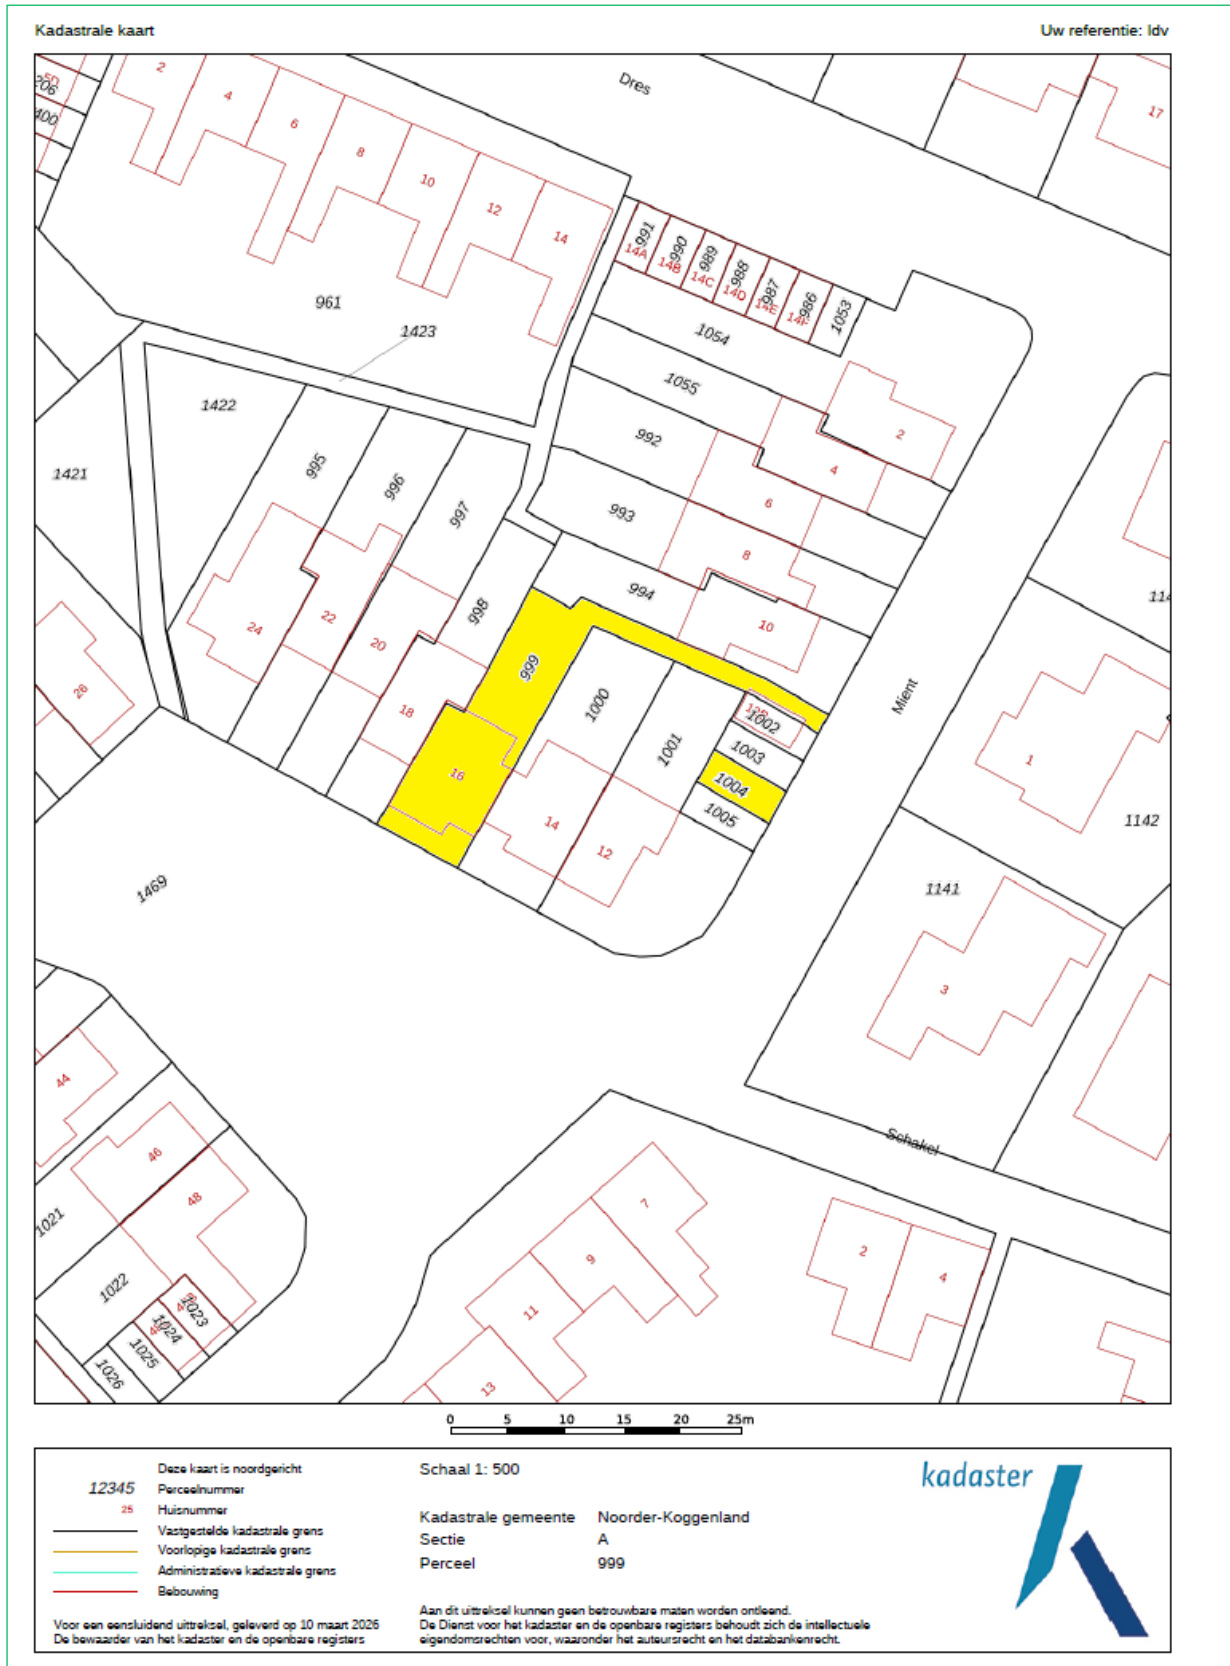 Kadastrale kaart
Uw referentie: ldv
Dres
2
4
6
8
10
12
14
17
5D
206
400
961
1423
991
990
989
988
987
986
1053
14A
14B
14C
14D
14E
14F
1054
1055
992
993
994
2
4
6
8
10
1422
1421
995
996
997
998
999
1000
1001
1002
1003
1004
1005
24
22
20
18
16
14
12
26
Mient
1
1142
1141
3
1469
44
46
48
1021
1022
1023
1024
1025
1026
Schakel
7
9
11
13
2
4
0 5 10 15 20 25m
Deze kaart is noordgericht
12345 Perceelnummer
25 Huisnummer
Vastgestelde kadastrale grens
Voorlopige kadastrale grens
Administratieve kadastrale grens
Bebouwing
Voor een eensluidend uittreksel, geleverd op 10 maart 2026
De bewaarder van het kadaster en de openbare registers
Schaal 1: 500
Kadastrale gemeente Noorder-Koggenland
Sectie A
Perceel 999
Aan dit uittreksel kunnen geen betrouwbare maten worden ontleend.
De Dienst voor het kadaster en de openbare registers behoudt zich de intellectuele
eigendomsrechten voor, waaronder het auteursrecht en het databankenrecht.
kadaster